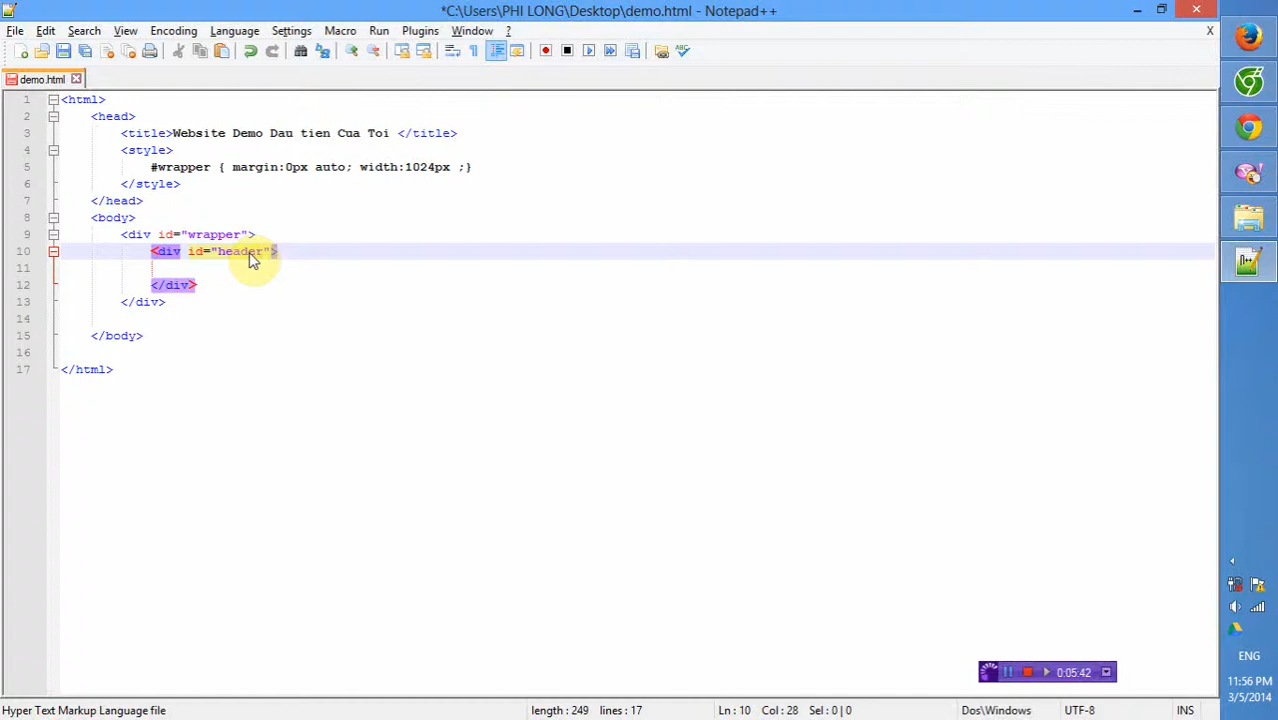 *C:\Users\PHI LONG\Desktop\demo.html - Notepad++
File Edit Search View Encoding Language Settings Macro Run Plugins Window ? X
demo.html
1 <html>
2 <head>
3 <title>Website Demo Dau tien Cua Toi </title>
4 <style>
5 #wrapper { margin:0px auto; width:1024px ;}
6 </style>
7 </head>
8 <body>
9 <div id="wrapper">
10 <div id="header">
11
12 </div>
13 </div>
14
15 </body>
16
17 </html>
0:05:42
ENG
11:56 PM
3/5/2014
Hyper Text Markup Language file length : 249 lines : 17 Ln : 10 Col : 28 Sel : 0 | 0 Dos\Windows UTF-8 INS